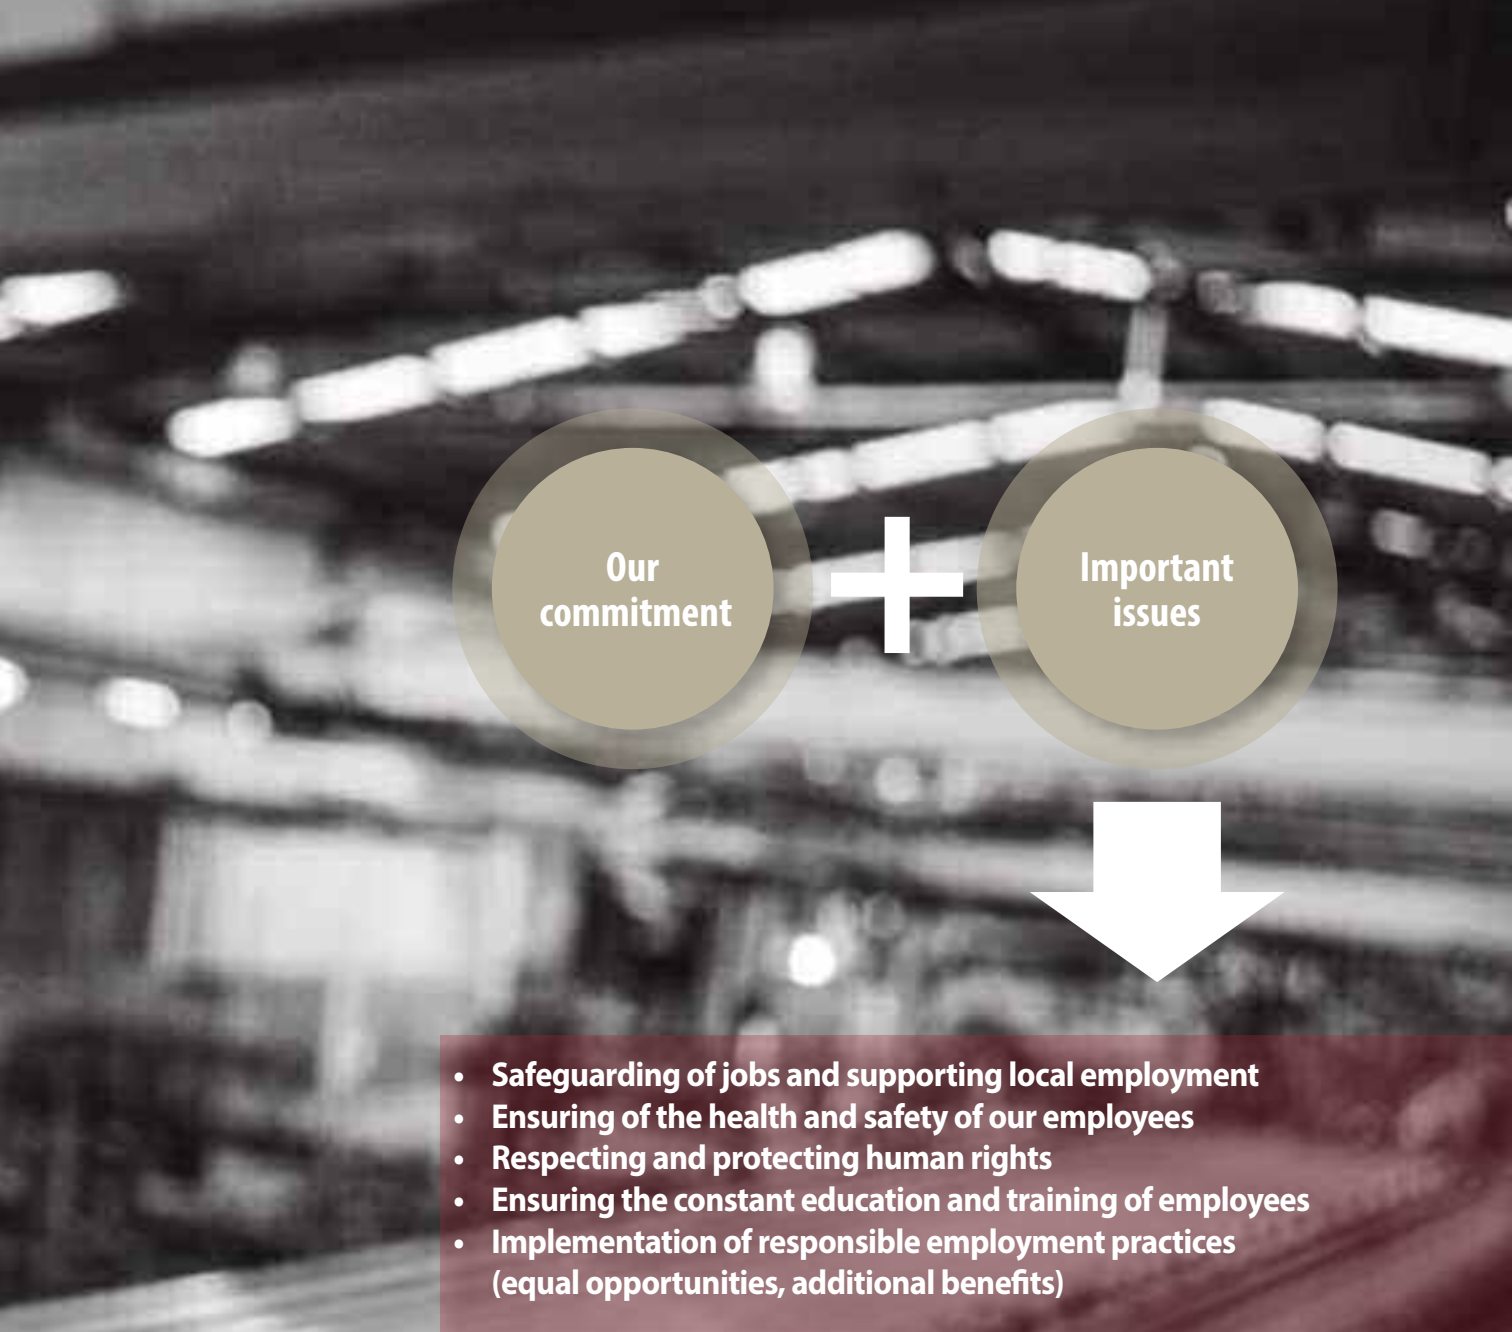 Our
commitment
+
Important
issues
• Safeguarding of jobs and supporting local employment
• Ensuring of the health and safety of our employees
• Respecting and protecting human rights
• Ensuring the constant education and training of employees
• Implementation of responsible employment practices
(equal opportunities, additional benefits)